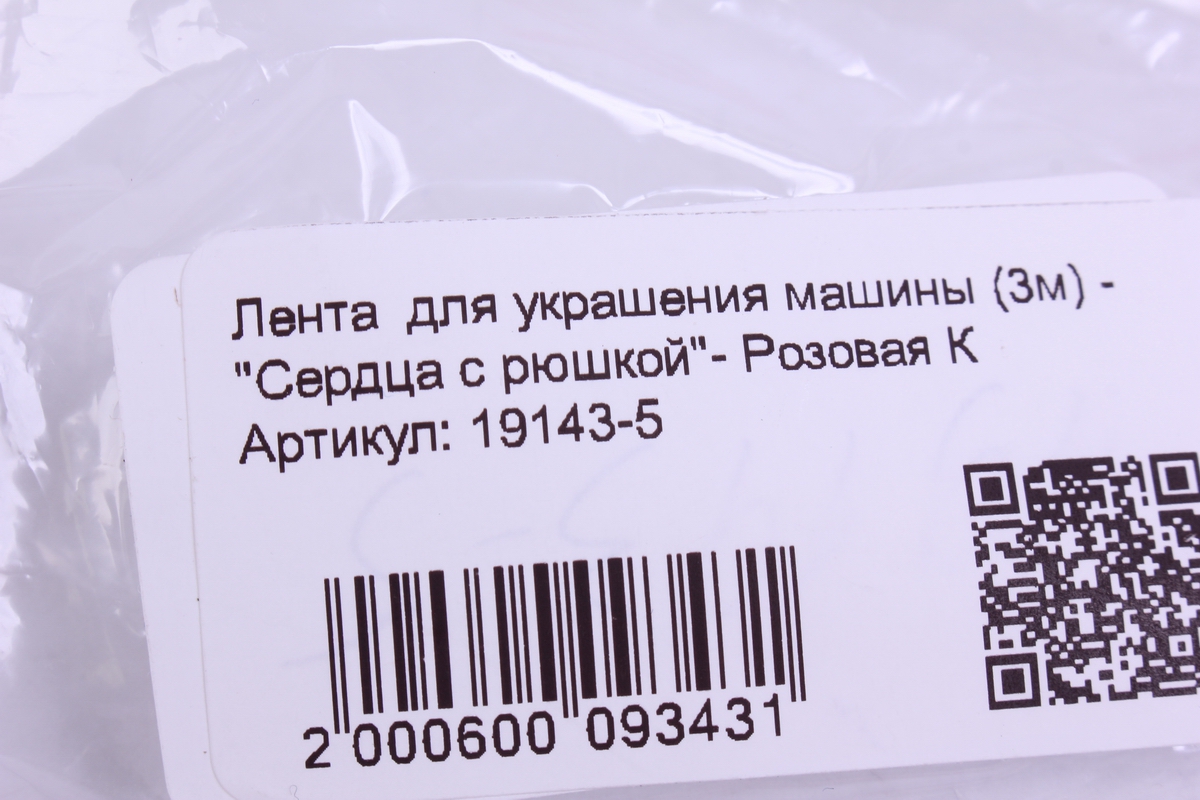 Лента для украшения машины (3м) -
"Сердца с рюшкой"- Розовая К
Артикул: 19143-5
2 000600 093431